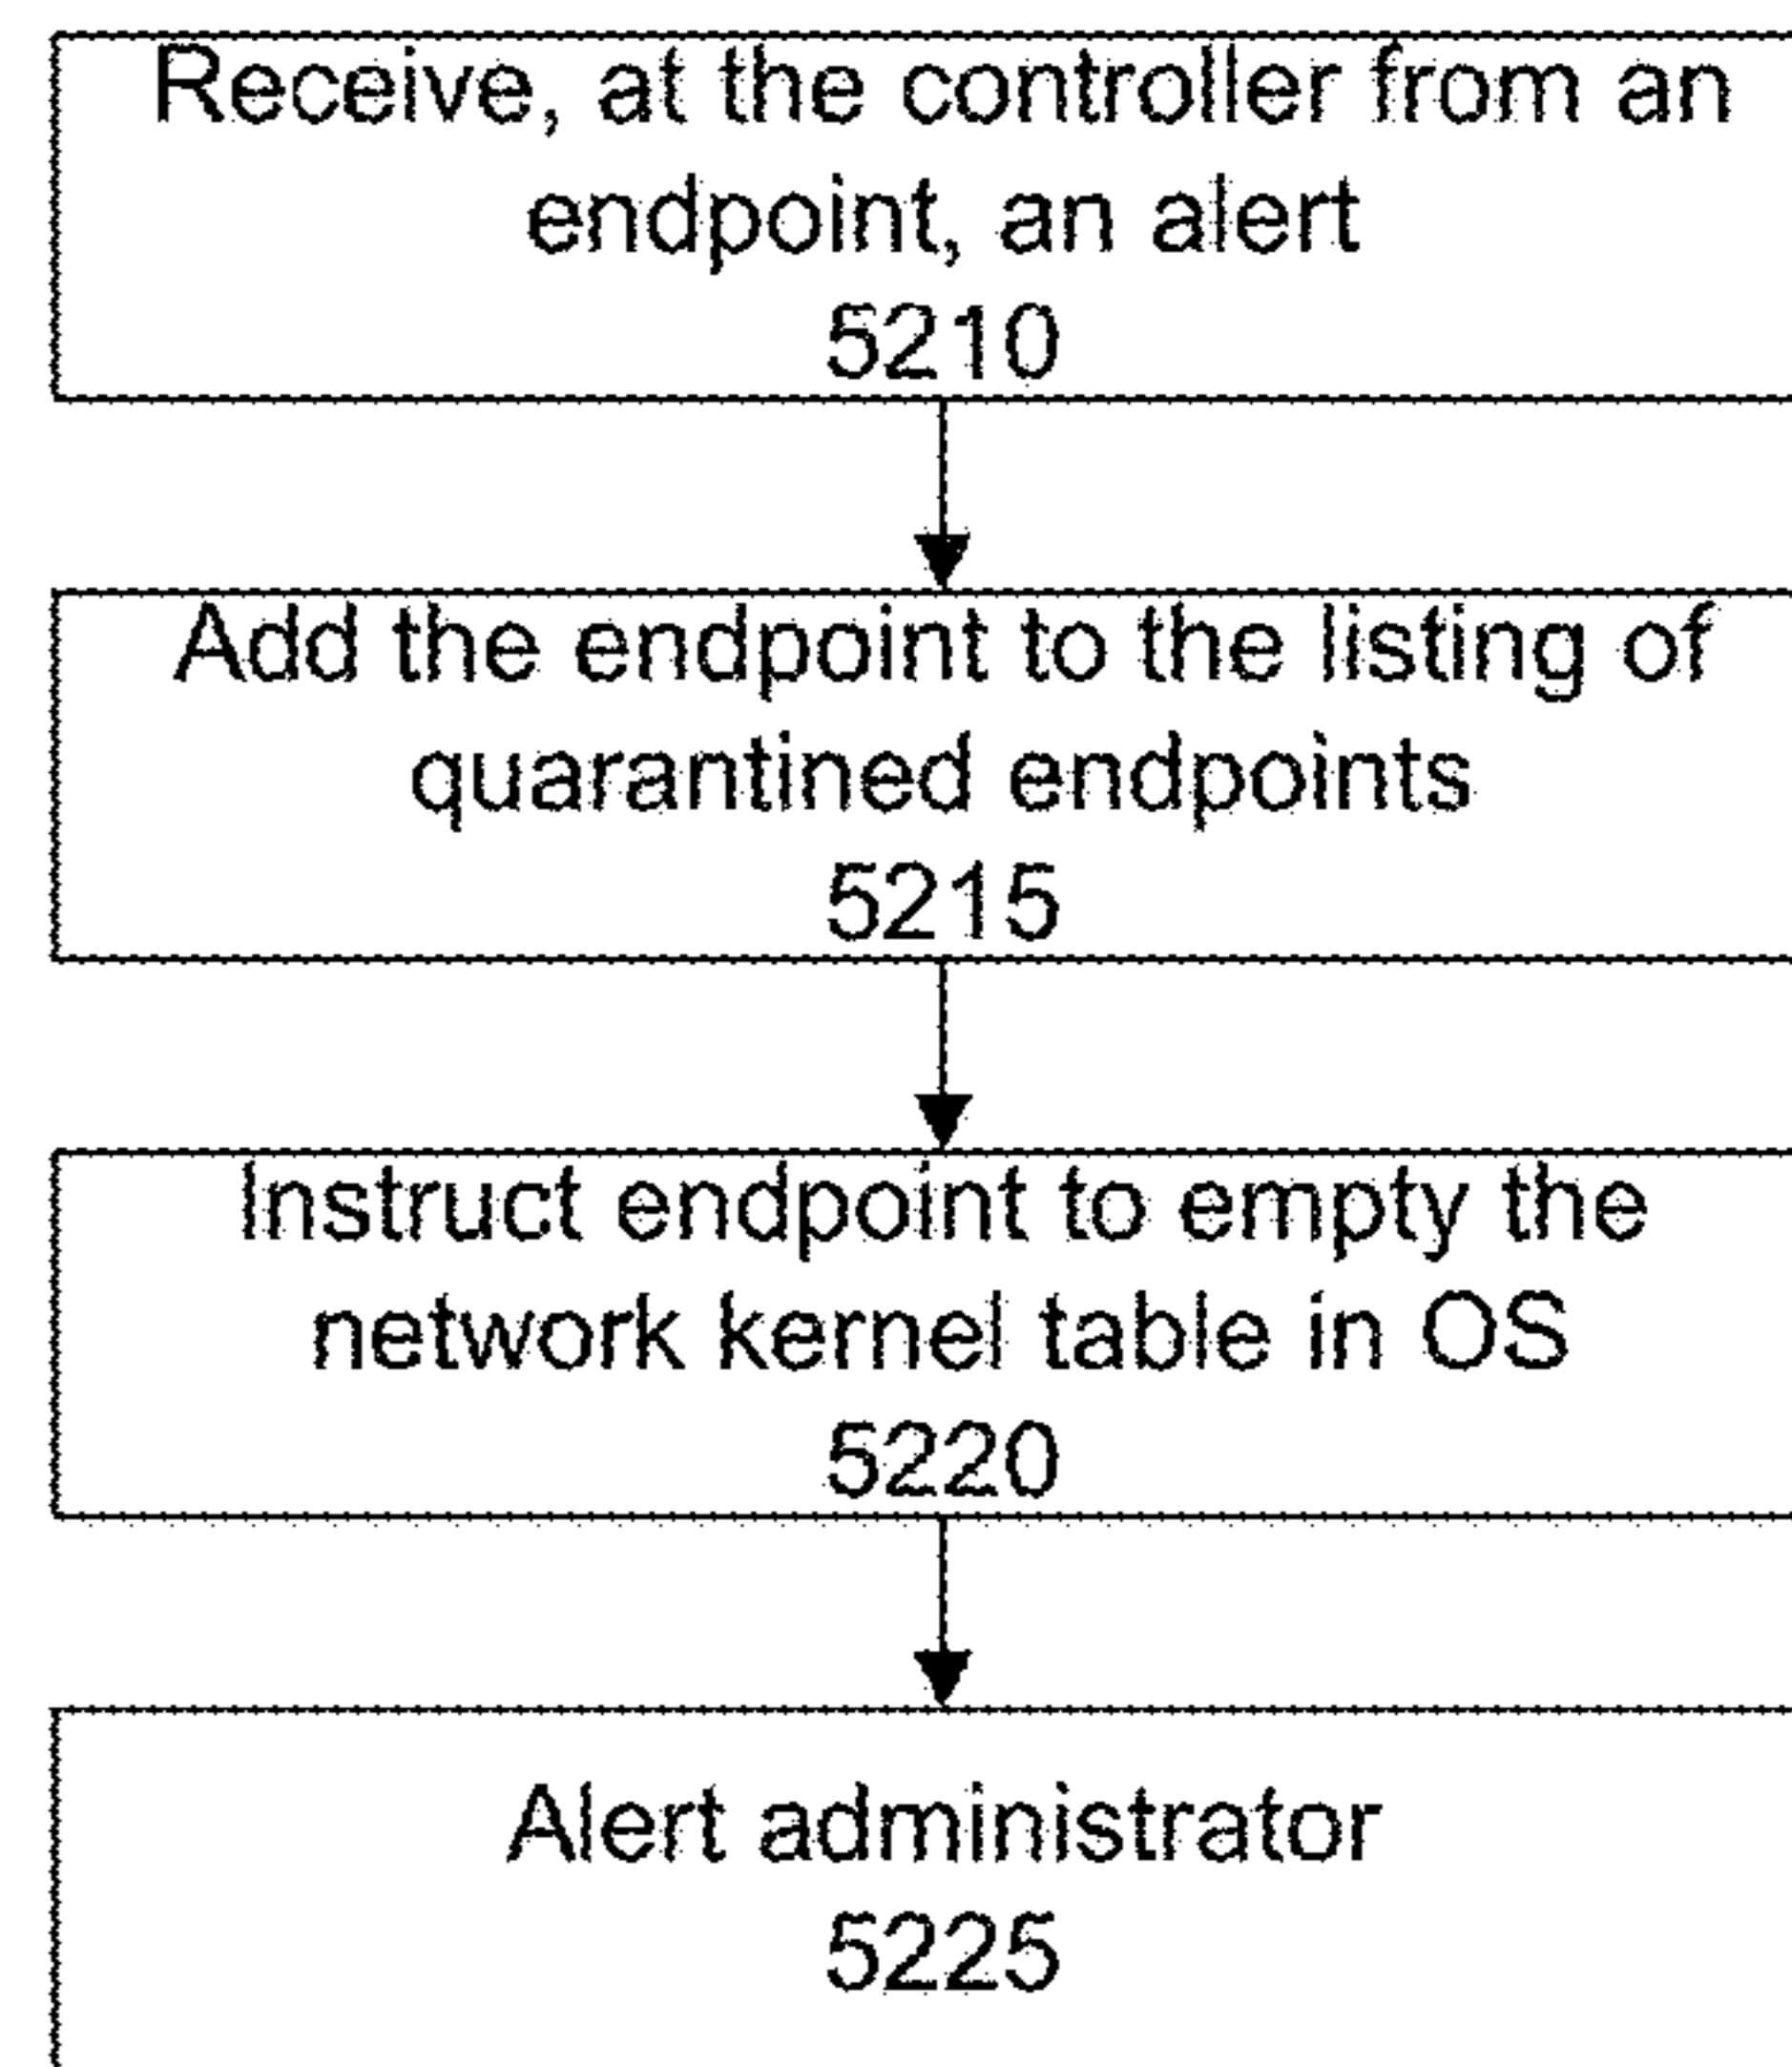 Receive, at the controller from an
endpoint, an alert
5210
Add the endpoint to the listing of
quarantined endpoints
5215
Instruct endpoint to empty the
network kernel table in OS
5220
Alert administrator
5225